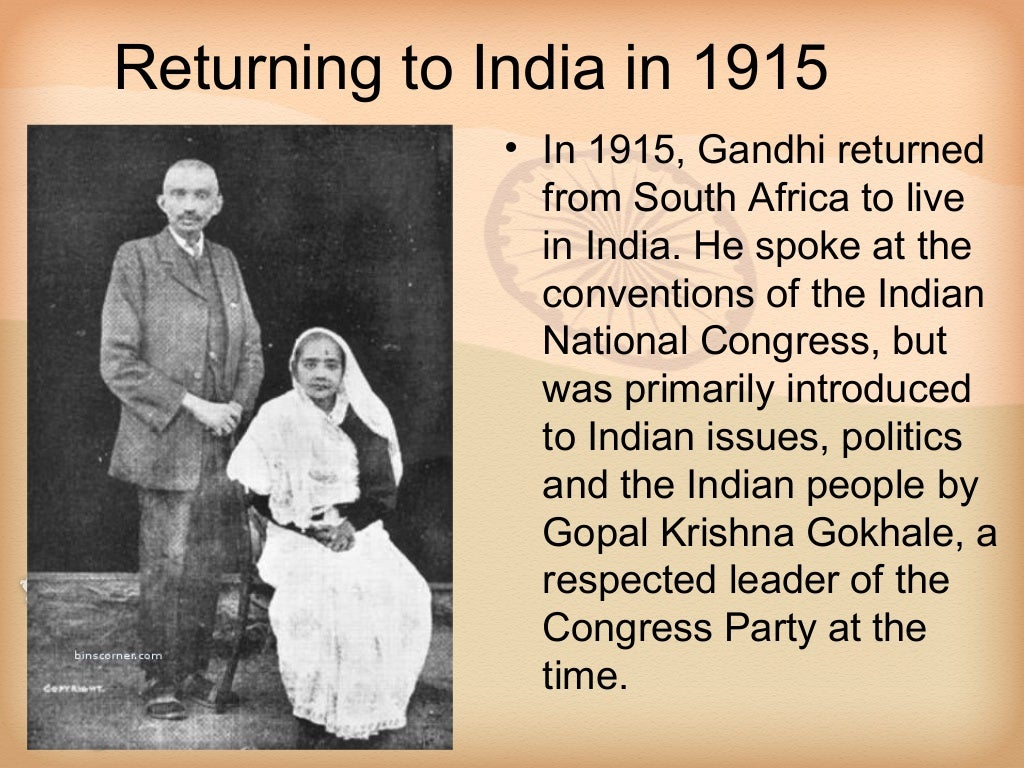 Returning to India in 1915
• In 1915, Gandhi returned
from South Africa to live
in India. He spoke at the
conventions of the Indian
National Congress, but
was primarily introduced
to Indian issues, politics
and the Indian people by
Gopal Krishna Gokhale, a
respected leader of the
Congress Party at the
time.
binscorner.com
COPYRIGHT.